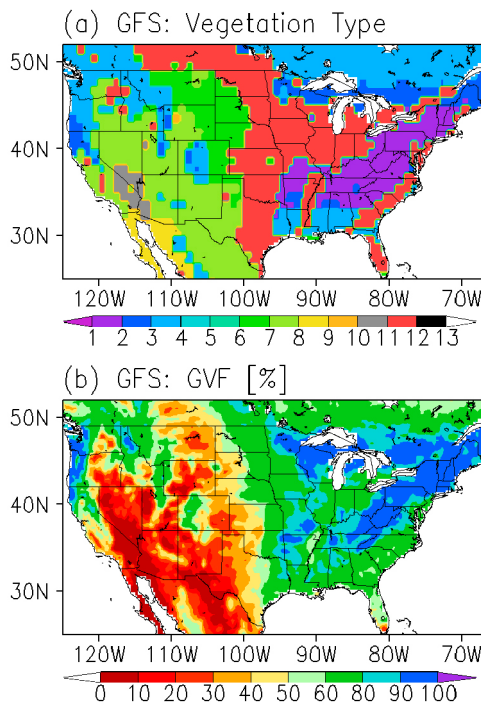 (a) GFS: Vegetation Type
50N
40N
30N
120W 110W 100W 90W 80W 70W
1 2 3 4 5 6 7 8 9 10 11 12 13
(b) GFS: GVF [%]
50N
40N
30N
120W 110W 100W 90W 80W 70W
0 10 20 30 40 50 60 80 90 100